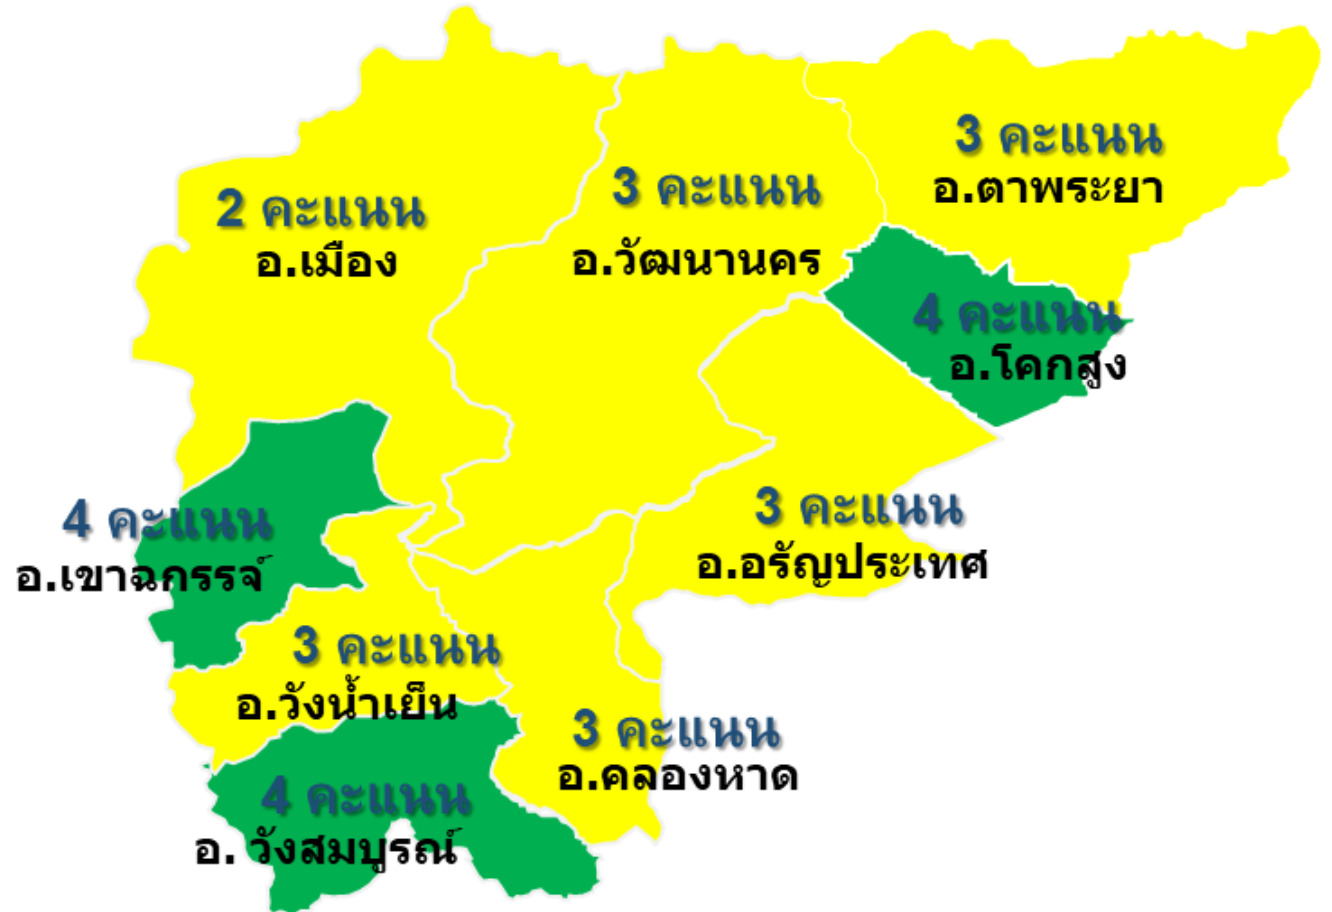 3 คะแนน
อ.ตาพระยา
3 คะแนน
อ.วัฒนานคร
2 คะแนน
อ.เมือง
4 คะแนน
อ.โคกสูง
4 คะแนน
อ.เขาฉกรรจ์
3 คะแนน
อ.อรัญประเทศ
3 คะแนน
อ.วังน้ำเย็น
3 คะแนน
อ.คลองหาด
4 คะแนน
อ. วังสมบูรณ์